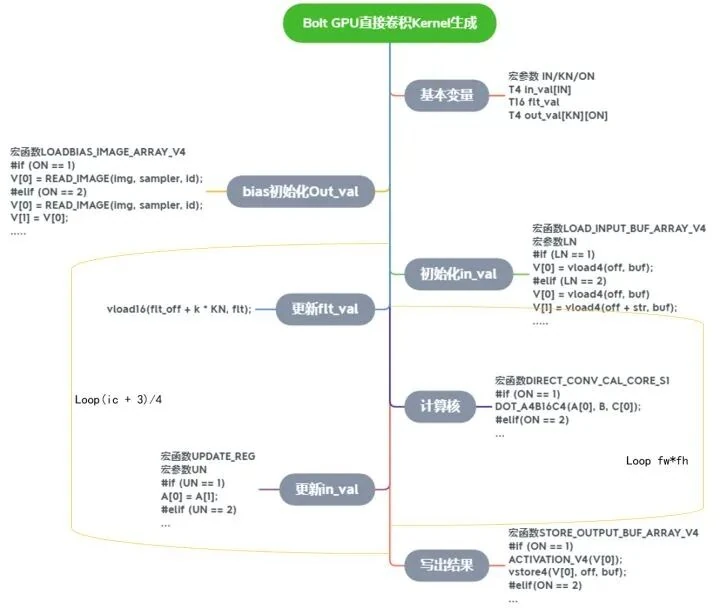 Bolt GPU直接卷积Kernel生成
基本变量
宏参数 IN/KN/ON
T4 in_val[IN]
T16 flt_val
T4 out_val[KN][ON]
宏函数LOADBIAS_IMAGE_ARRAY_V4
#if (ON == 1)
V[0] = READ_IMAGE(img, sampler, id);
#elif (ON == 2)
V[0] = READ_IMAGE(img, sampler, id);
V[1] = V[0];
.....
bias初始化Out_val
初始化in_val
宏函数LOAD_INPUT_BUF_ARRAY_V4
宏参数LN
#if (LN == 1)
V[0] = vload4(off, buf);
#elif (LN == 2)
V[0] = vload4(off, buf)
V[1] = vload4(off + str, buf);
.....
vload16(flt_off + k * KN, flt);
更新flt_val
Loop(ic + 3)/4
计算核
宏函数DIRECT_CONV_CAL_CORE_S1
#if (ON == 1)
DOT_A4B16C4(A[0], B, C[0]);
#elif(ON == 2)
...
Loop fw*fh
宏函数UPDATE_REG
宏参数UN
#if (UN == 1)
A[0] = A[1];
#elif (UN == 2)
...
更新in_val
写出结果
宏函数STORE_OUTPUT_BUF_ARRAY_V4
#if (ON == 1)
ACTIVATION_V4(V[0]);
vstore4(V[0], off, buf);
#elif(ON == 2)
...